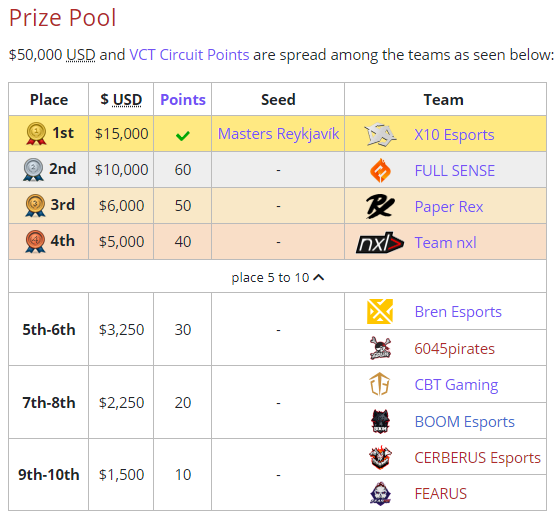 Prize Pool
$50,000 USD and VCT Circuit Points are spread among the teams as seen below:
Place $ USD Points Seed Team
1st $15,000 Masters Reykjavík X10 Esports
2nd $10,000 60 - FULL SENSE
3rd $6,000 50 - Paper Rex
4th $5,000 40 - nxl> Team nxl
place 5 to 10
5th-6th $3,250 30 - Bren Esports
6045pirates
7th-8th $2,250 20 - CBT Gaming
BOOM BOOM Esports
9th-10th $1,500 10 - CERBERUS Esports
FEARUS